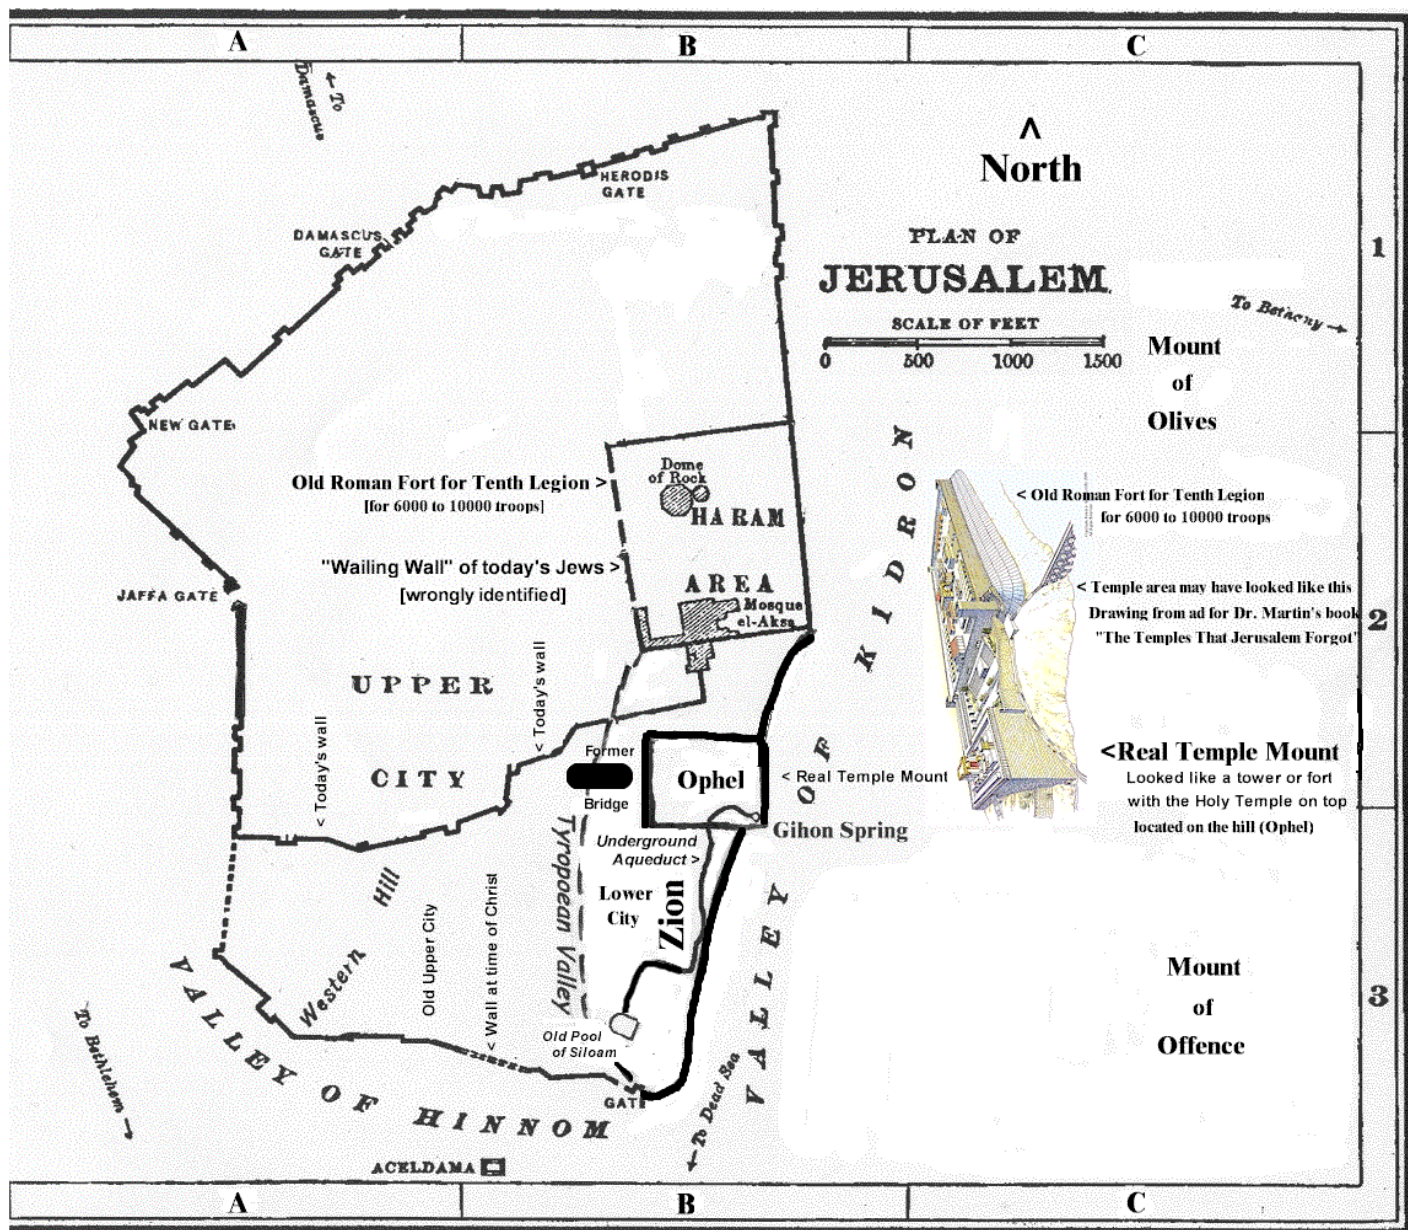 A
B
C
← To
Damascus
HERODIS
GATE
DAMASCUS
GATE
NEW GATE
JAFFA GATE
∧
North
PLAN OF
JERUSALEM.
SCALE OF FEET
0 500 1000 1500
To Bethany →
Mount
of
Olives
1
2
3
Old Roman Fort for Tenth Legion >
[for 6000 to 10000 troops]
"Wailing Wall" of today's Jews >
[wrongly identified]
Dome
of Rock
HARAM
AREA
Mosque
el-Aksa
< Old Roman Fort for Tenth Legion
for 6000 to 10000 troops
< Temple area may have looked like this
Drawing from ad for Dr. Martin's book
"The Temples That Jerusalem Forgot"
UPPER
CITY
< Today's wall
< Today's wall
Former
Bridge
Ophel
< Real Temple Mount
<Real Temple Mount
Looked like a tower or fort
with the Holy Temple on top
located on the hill (Ophel)
Gihon Spring
Underground
Aqueduct >
Lower
City
Zion
Tyropoean Valley
Western Hill
Old Upper City
< Wall at time of Christ
Old Pool
of Siloam
GATE
VALLEY OF HINNOM
VALLEY OF KIDRON
To Bethlehem →
← To Dead Sea
Mount
of
Offence
ACELDAMA
A
B
C